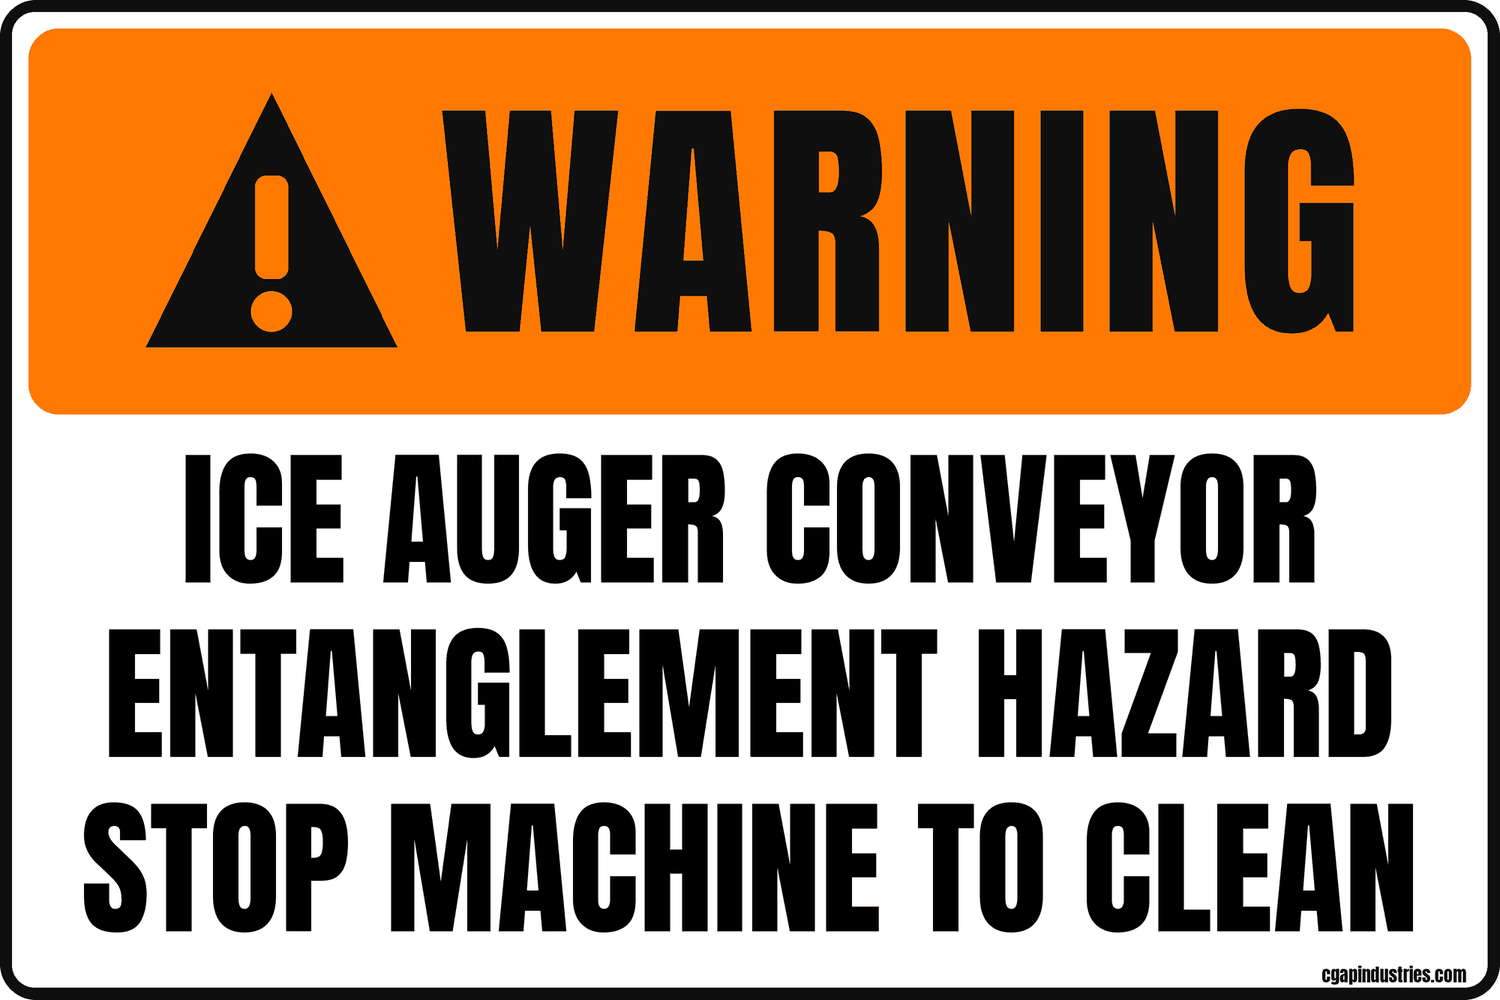 WARNING
ICE AUGER CONVEYOR
ENTANGLEMENT HAZARD
STOP MACHINE TO CLEAN
cgapindustries.com